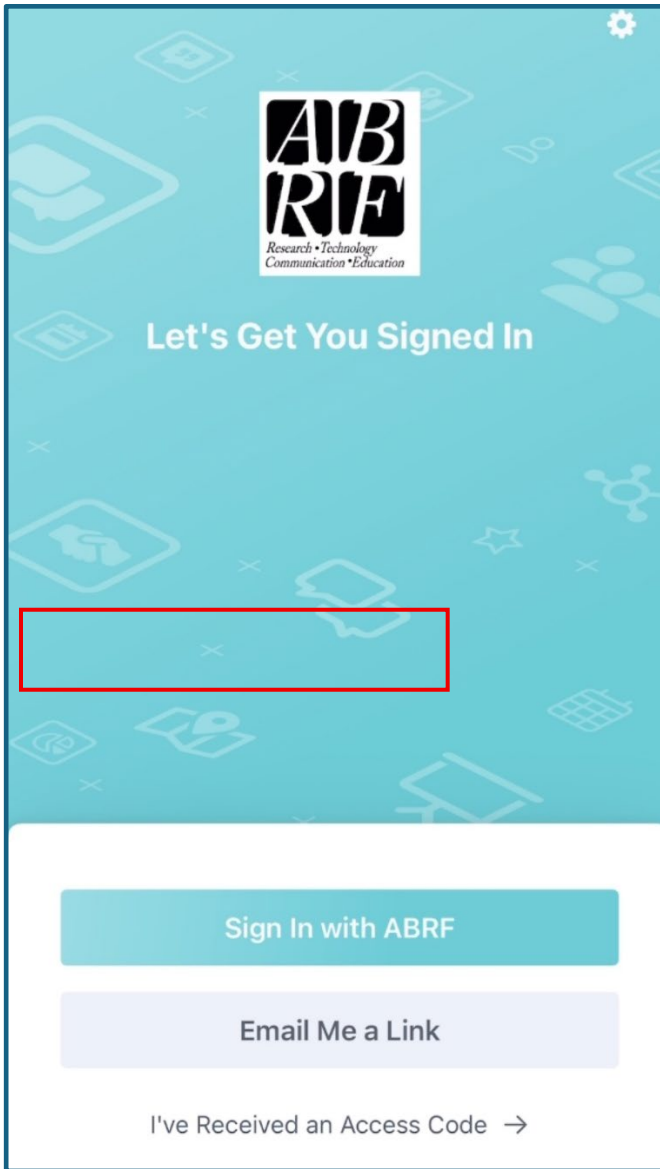 ABRF
Research • Technology
Communication • Education
Let's Get You Signed In
Sign In with ABRF
Email Me a Link
I've Received an Access Code →